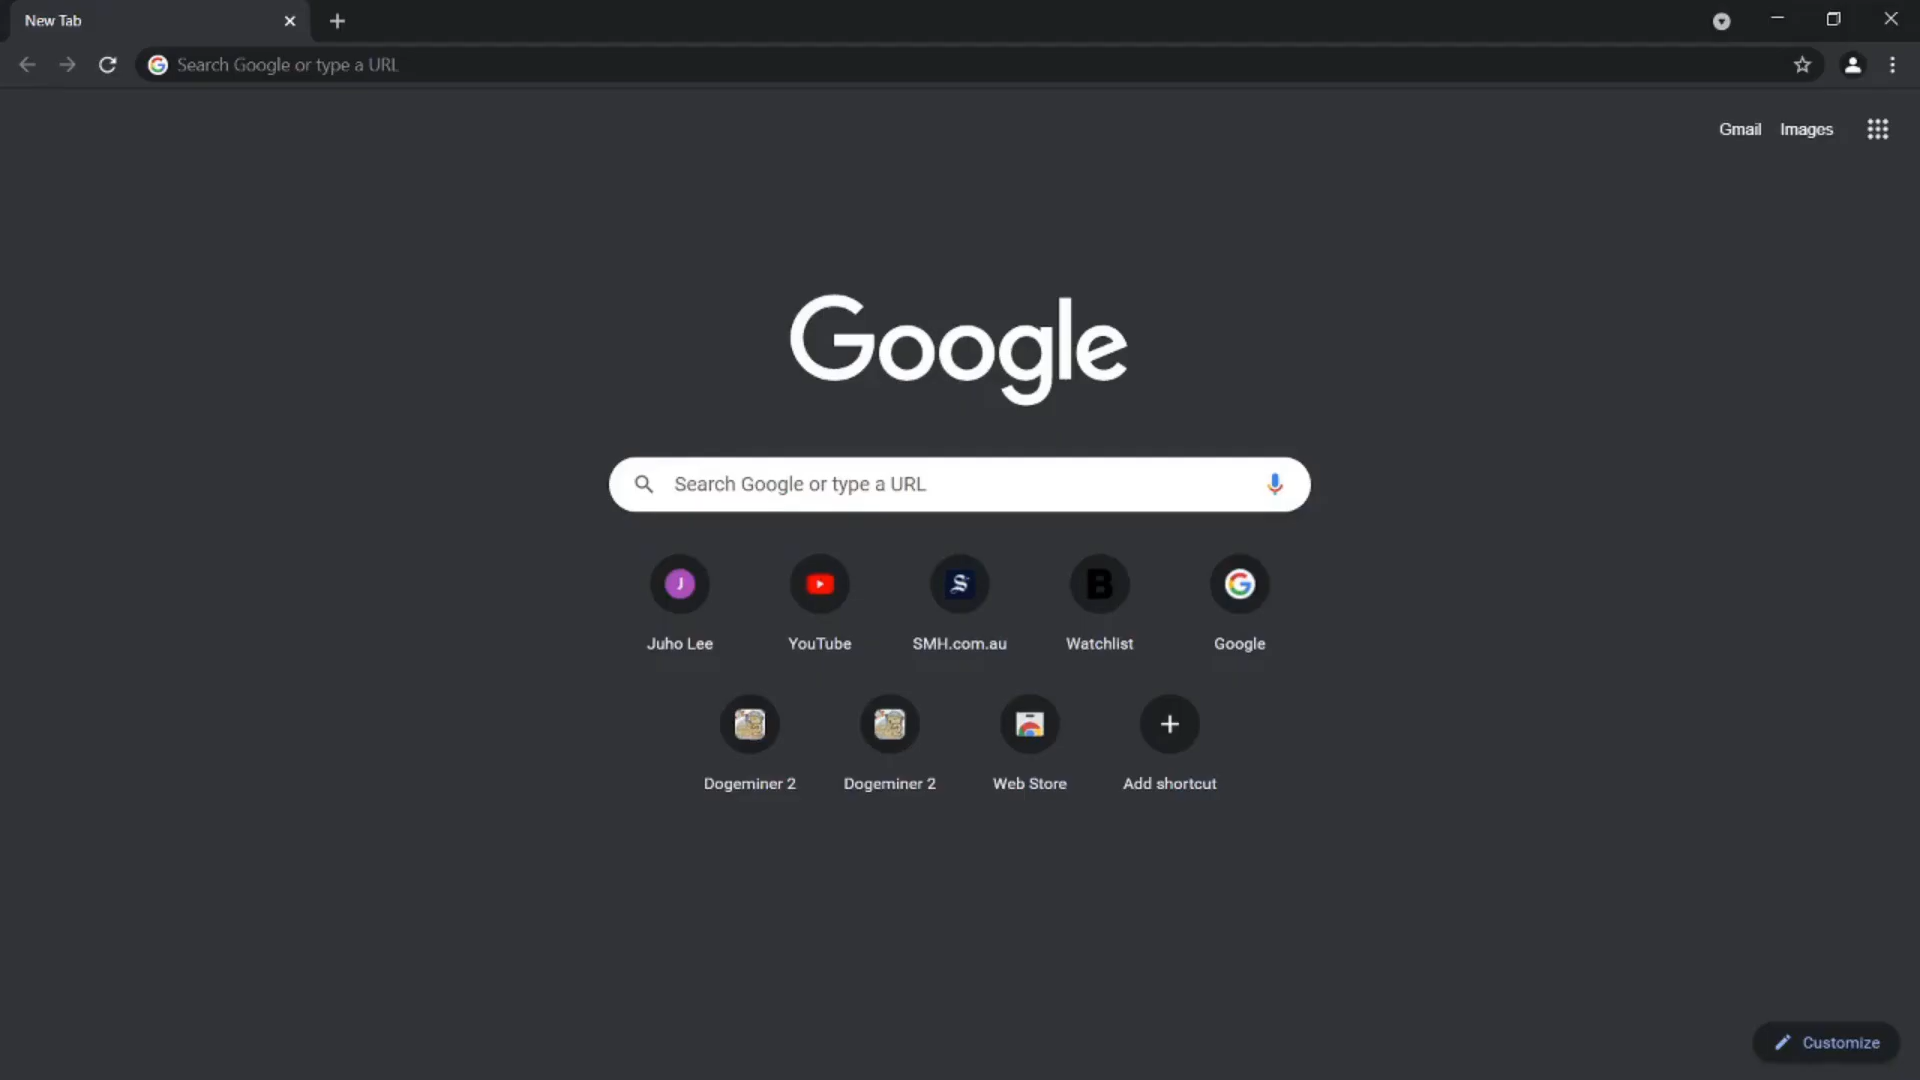 New Tab
Search Google or type a URL
Gmail Images
Google
Search Google or type a URL
J
S
B
G
Juho Lee YouTube SMH.com.au Watchlist Google
Dogeminer 2 Dogeminer 2 Web Store Add shortcut
Customize